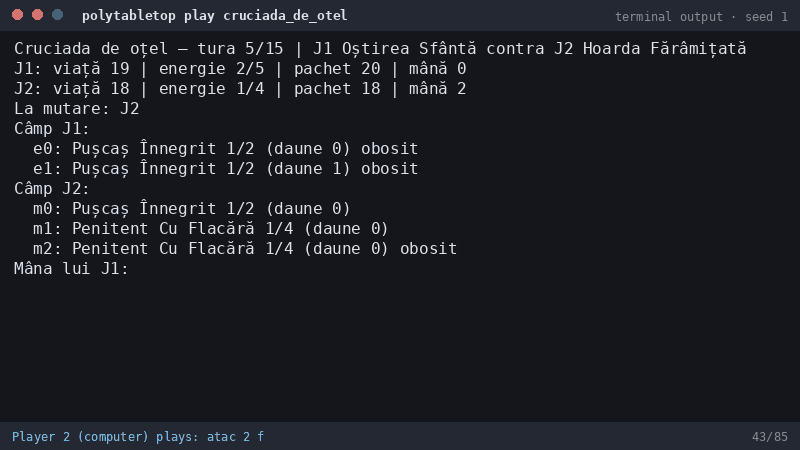 polytabletop play cruciada_de_otel
terminal output · seed 1
Cruciada de oțel — tura 5/15 | J1 Oștirea Sfântă contra J2 Hoarda Fărâmițată
J1: viață 19 | energie 2/5 | pachet 20 | mână 0
J2: viață 18 | energie 1/4 | pachet 18 | mână 2
La mutare: J2
Câmp J1:
e0: Pușcaș Înnegrit 1/2 (daune 0) obosit
e1: Pușcaș Înnegrit 1/2 (daune 1) obosit
Câmp J2:
m0: Pușcaș Înnegrit 1/2 (daune 0)
m1: Penitent Cu Flacără 1/4 (daune 0)
m2: Penitent Cu Flacără 1/4 (daune 0) obosit
Mâna lui J1:
Player 2 (computer) plays: atac 2 f
43/85